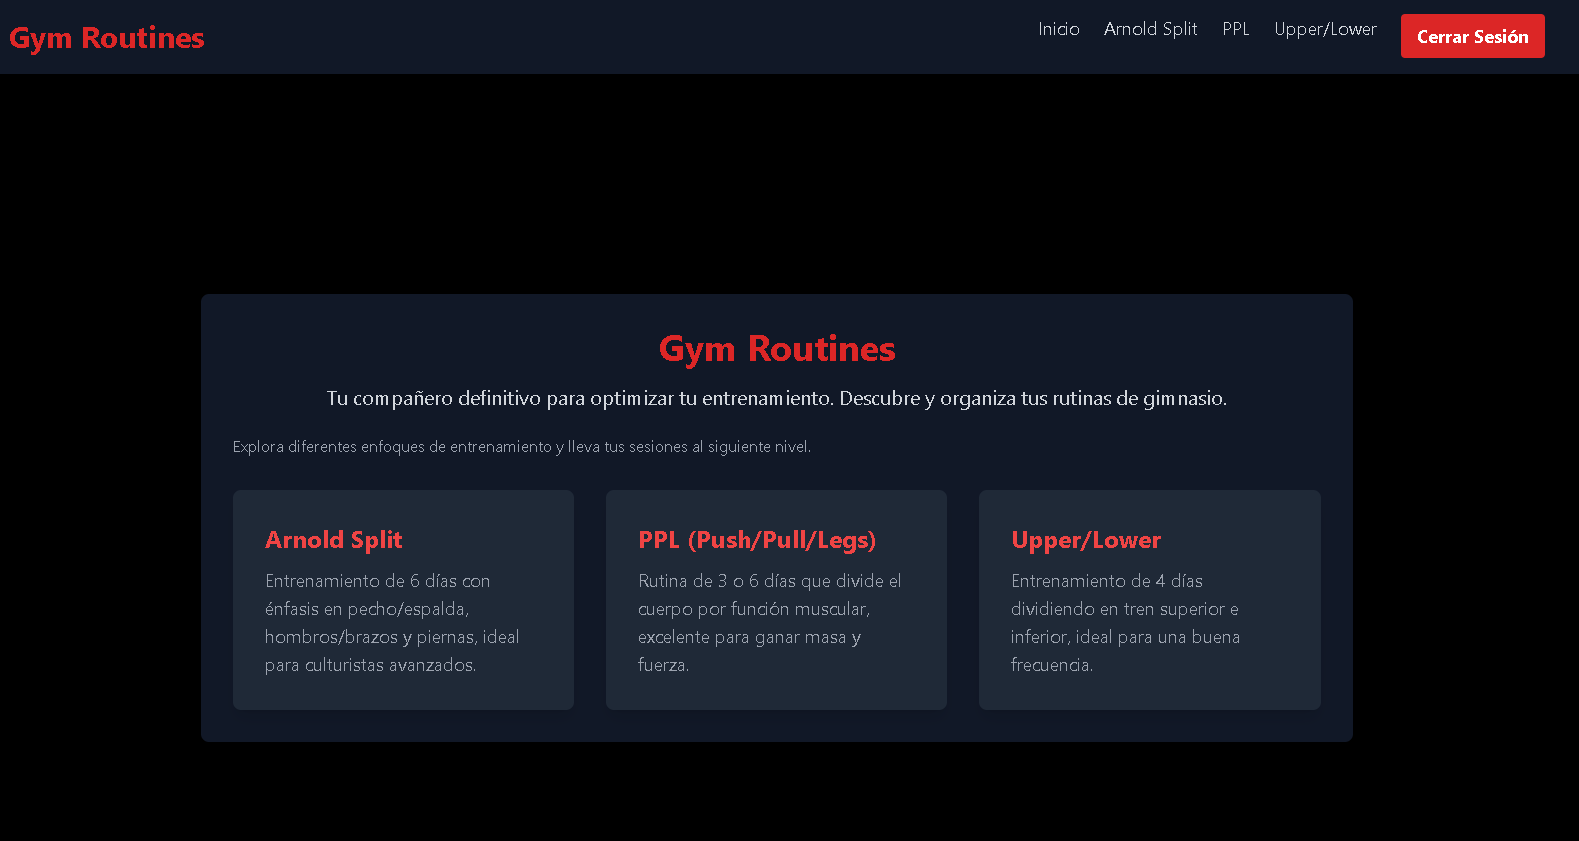 Gym Routines
Inicio
Arnold Split
PPL
Upper/Lower
Cerrar Sesión
Gym Routines
Tu compañero definitivo para optimizar tu entrenamiento. Descubre y organiza tus rutinas de gimnasio.
Explora diferentes enfoques de entrenamiento y lleva tus sesiones al siguiente nivel.
Arnold Split
Entrenamiento de 6 días con
énfasis en pecho/espalda,
hombros/brazos y piernas, ideal
para culturistas avanzados.
PPL (Push/Pull/Legs)
Rutina de 3 o 6 días que divide el
cuerpo por función muscular,
excelente para ganar masa y
fuerza.
Upper/Lower
Entrenamiento de 4 días
dividiendo en tren superior e
inferior, ideal para una buena
frecuencia.